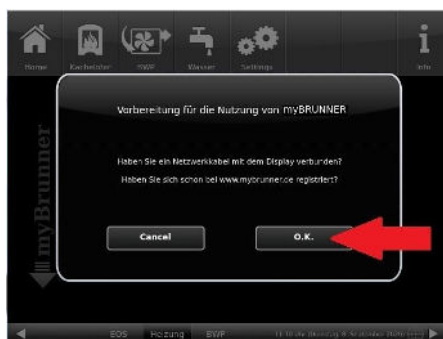 Home Kachelofen BWP Wasser Settings Info
myBrunner
Vorbereitung für die Nutzung von myBRUNNER
Haben Sie ein Netzwerkkabel mit dem Display verbunden?
Haben Sie sich schon bei www.mybrunner.de registriert?
Cancel O.K.
EOS Heizung BWP